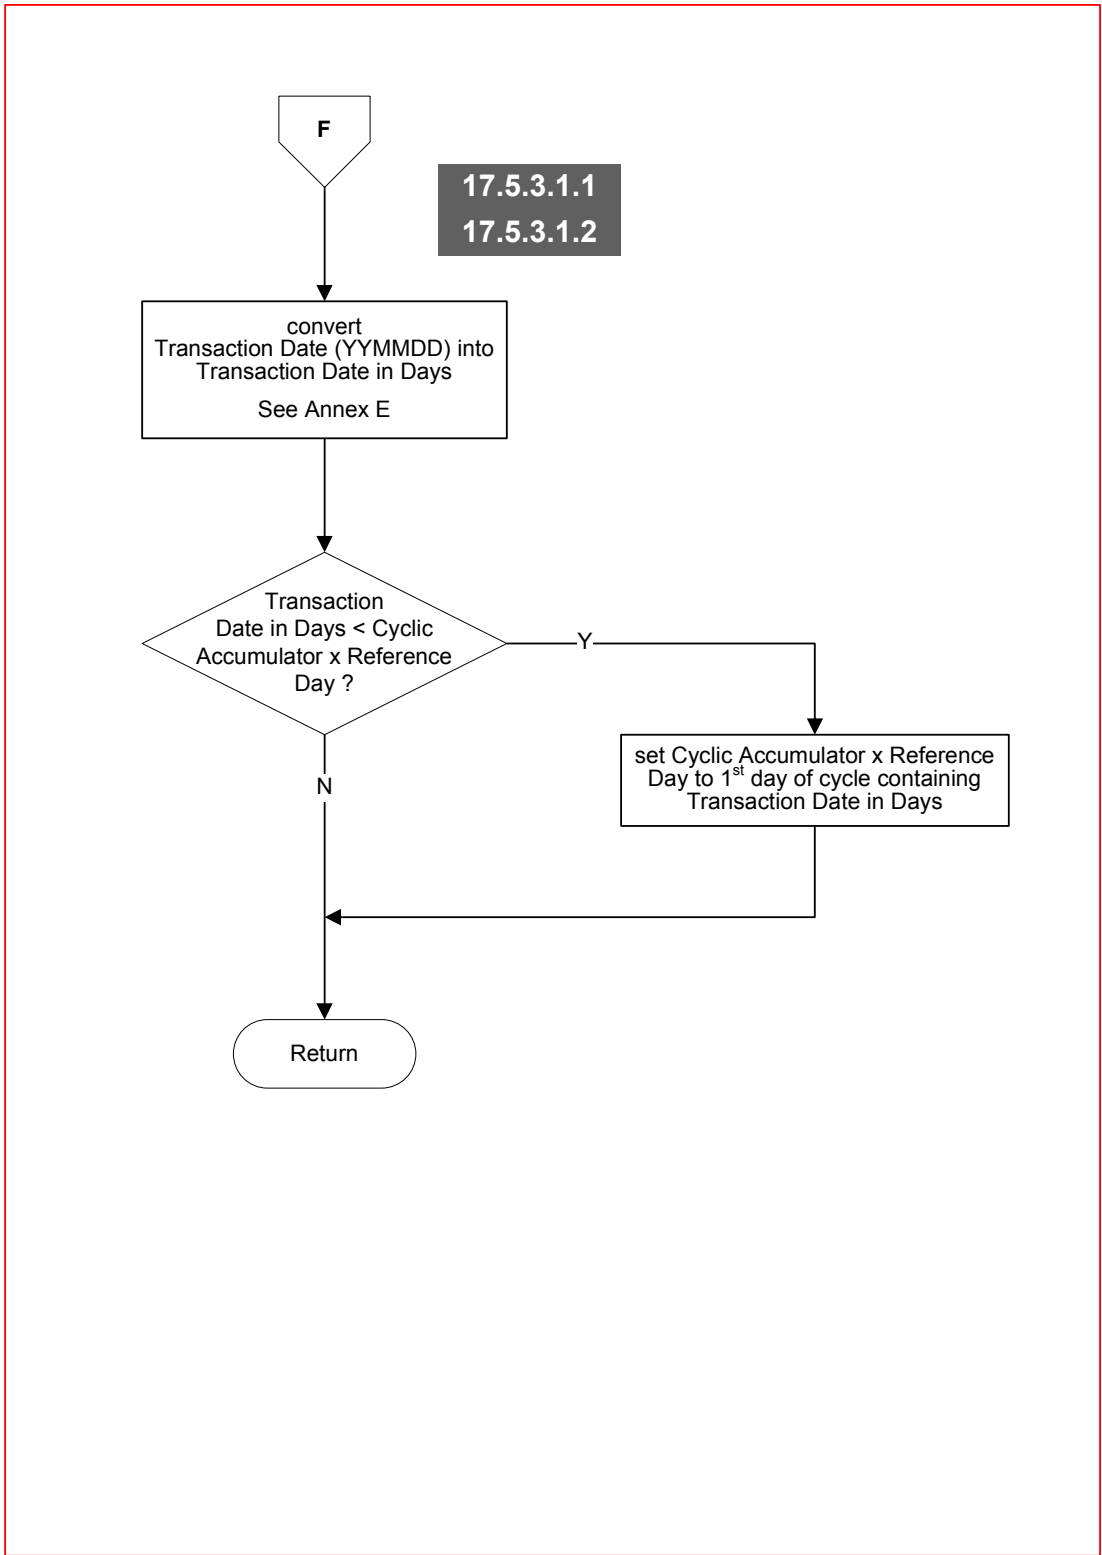 F
17.5.3.1.1
17.5.3.1.2
convert
Transaction Date (YYMMDD) into
Transaction Date in Days
See Annex E
Transaction
Date in Days < Cyclic
Accumulator x Reference
Day ?
Y
set Cyclic Accumulator x Reference
Day to 1st day of cycle containing
Transaction Date in Days
N
Return